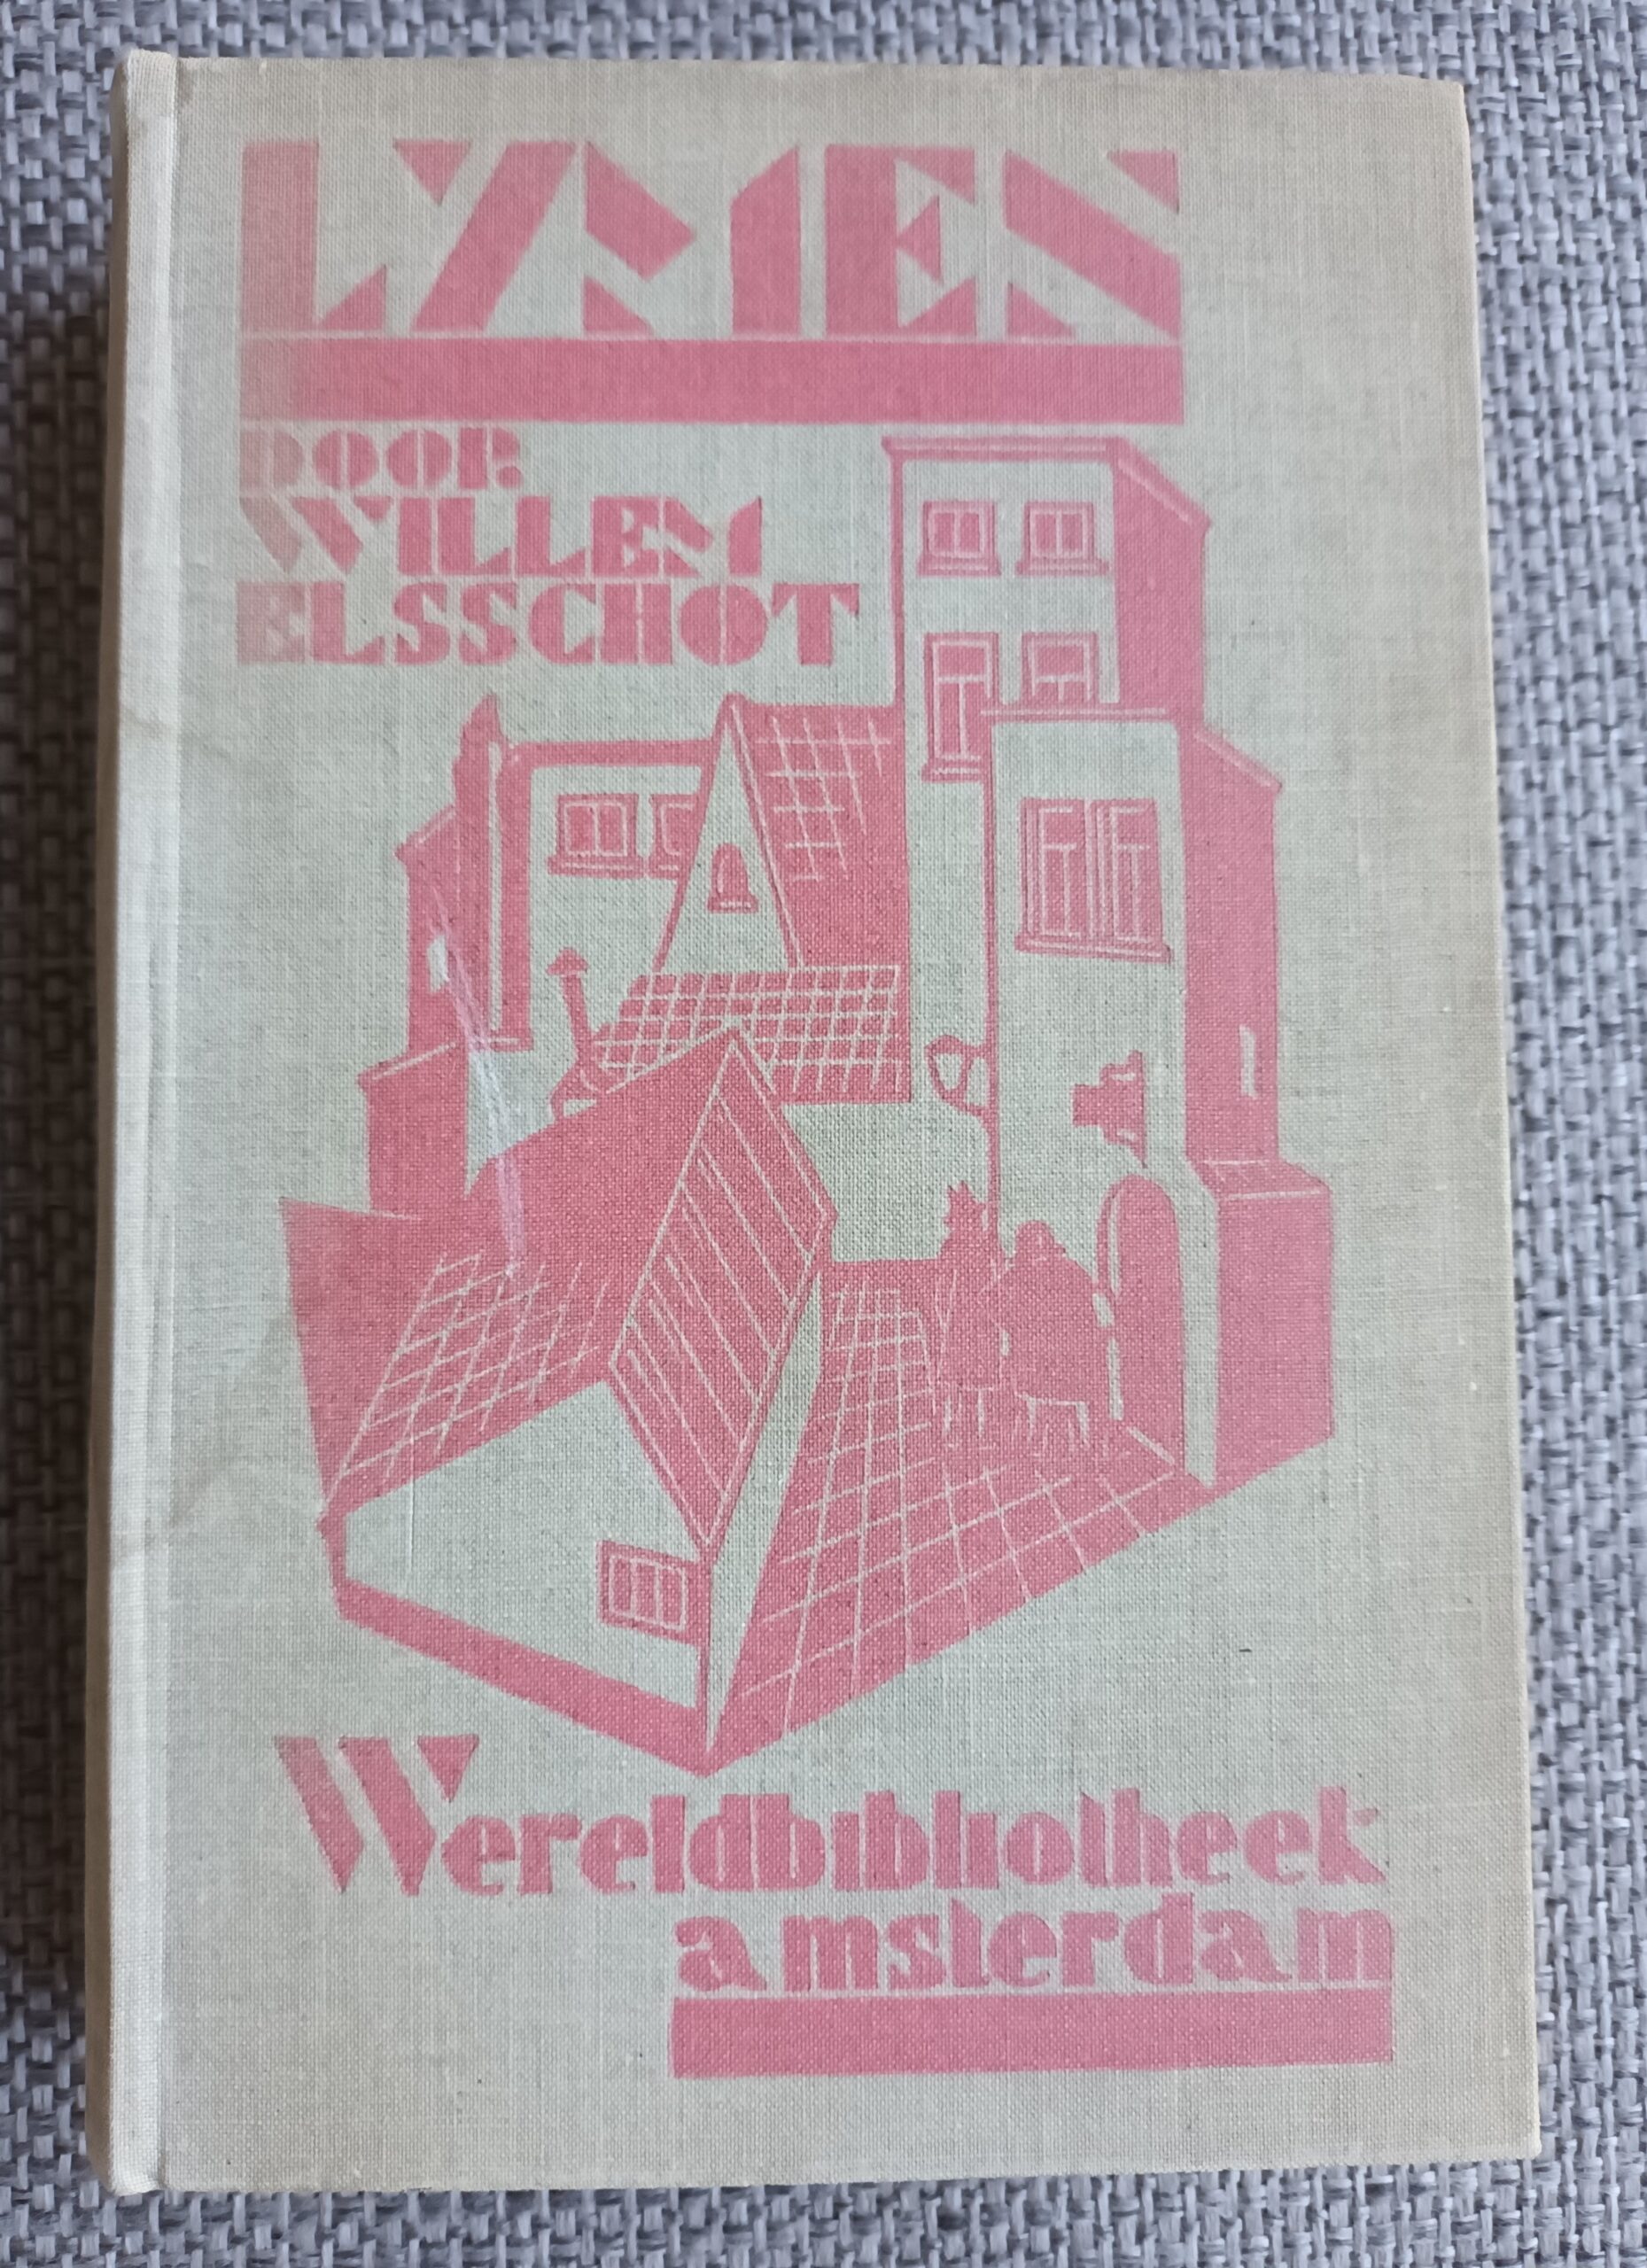 LYMEN
DOOR
WILLEM
ELSSCHOT
Wereldbibliotheek
amsterdam